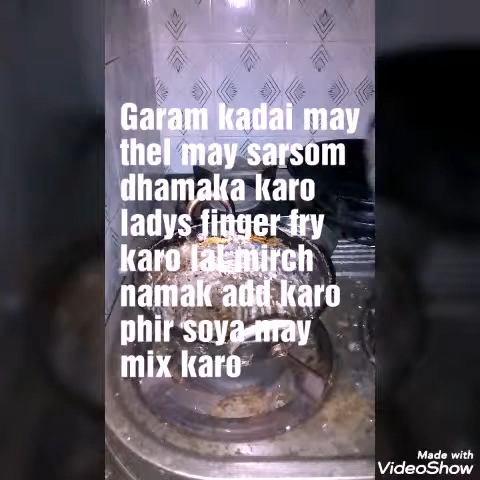 Garam kadai may
thel may sarsom
dhamaka karo
ladys finger fry
karo lal mirch
namak add karo
phir soya may
mix karo
Made with
VideoShow